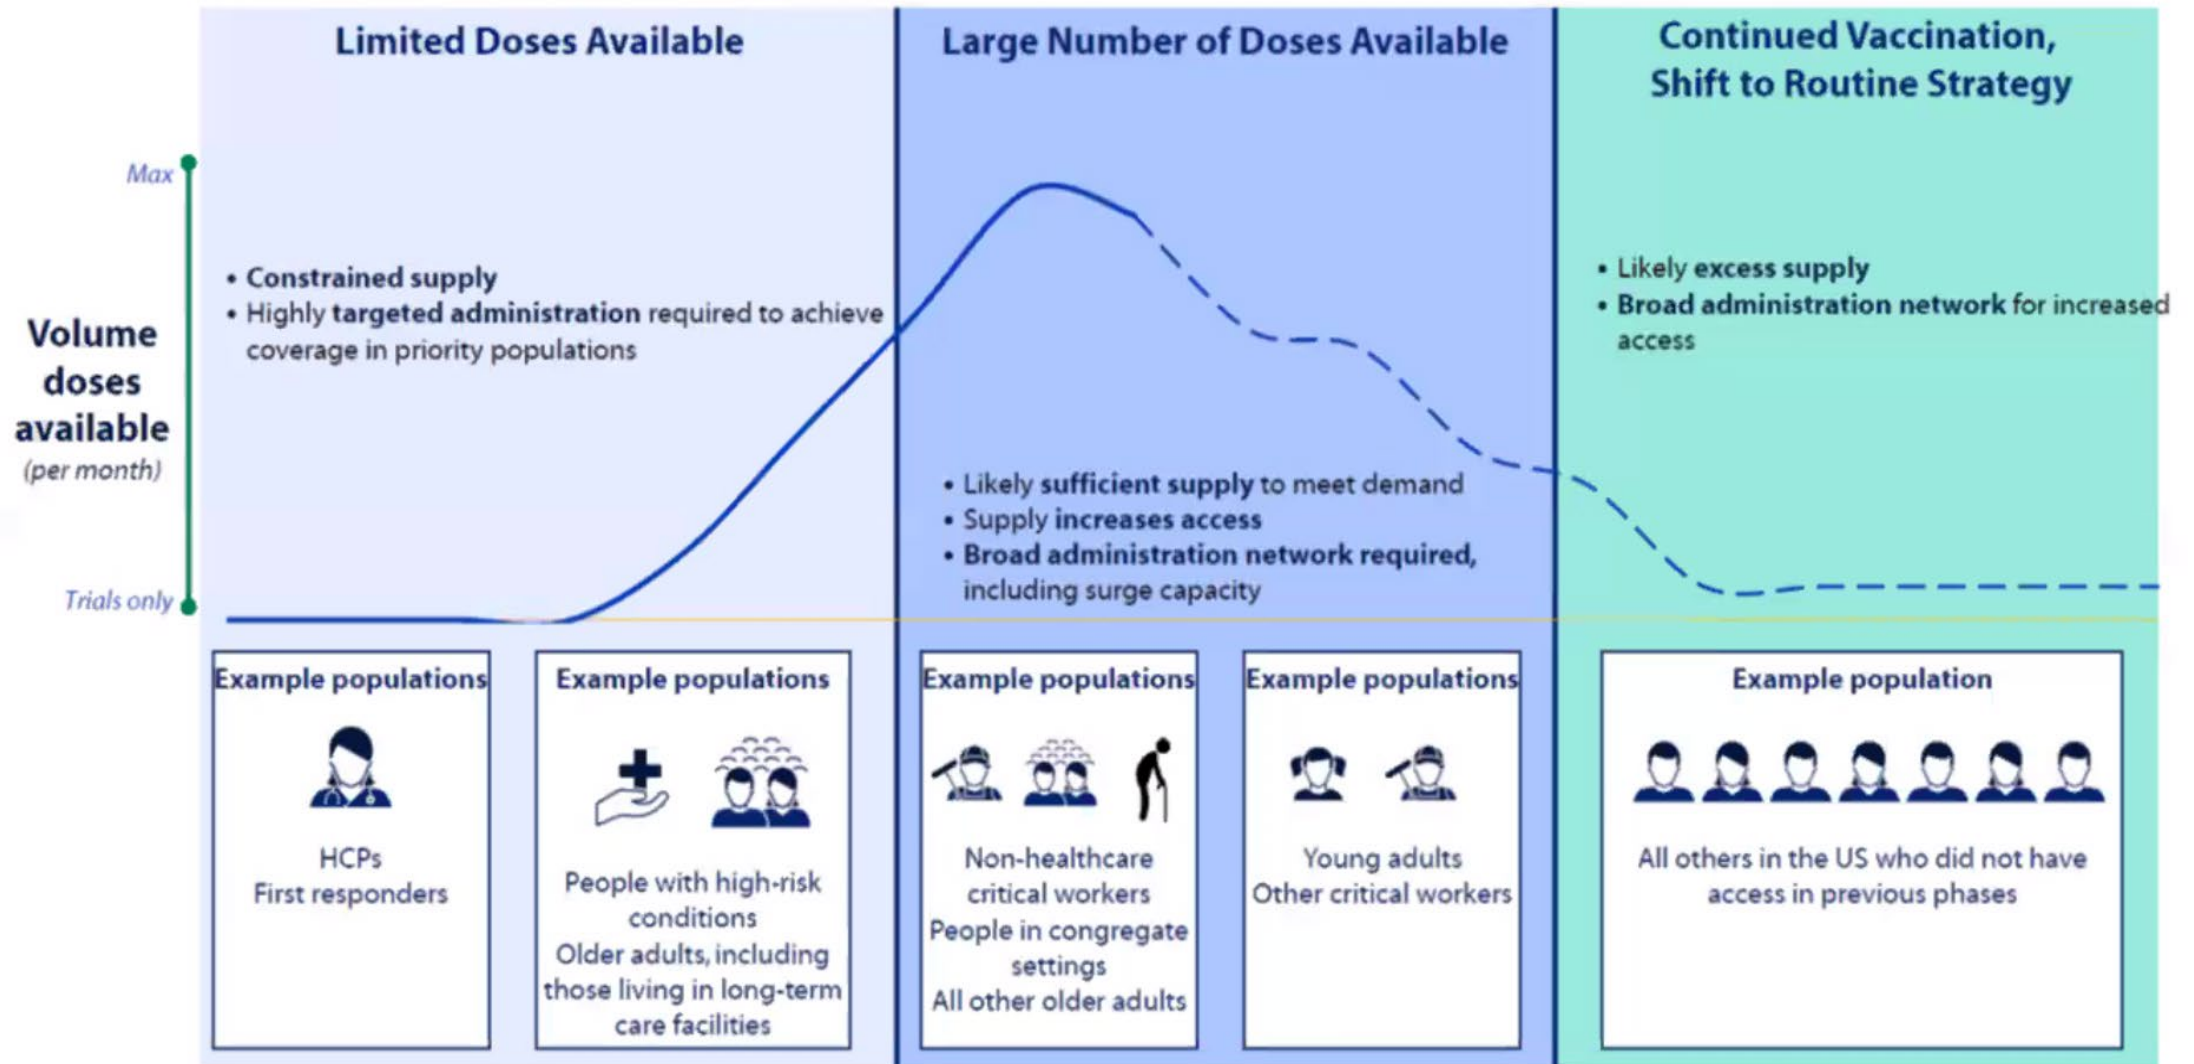 Limited Doses Available
Large Number of Doses Available
Continued Vaccination,
Shift to Routine Strategy
Max
Volume
doses
available
(per month)
Trials only
• Constrained supply
• Highly targeted administration required to achieve
coverage in priority populations
• Likely sufficient supply to meet demand
• Supply increases access
• Broad administration network required,
including surge capacity
• Likely excess supply
• Broad administration network for increased
access
Example populations
HCPs
First responders
Example populations
People with high-risk
conditions
Older adults, including
those living in long-term
care facilities
Example populations
Non-healthcare
critical workers
People in congregate
settings
All other older adults
Example populations
Young adults
Other critical workers
Example population
All others in the US who did not have
access in previous phases